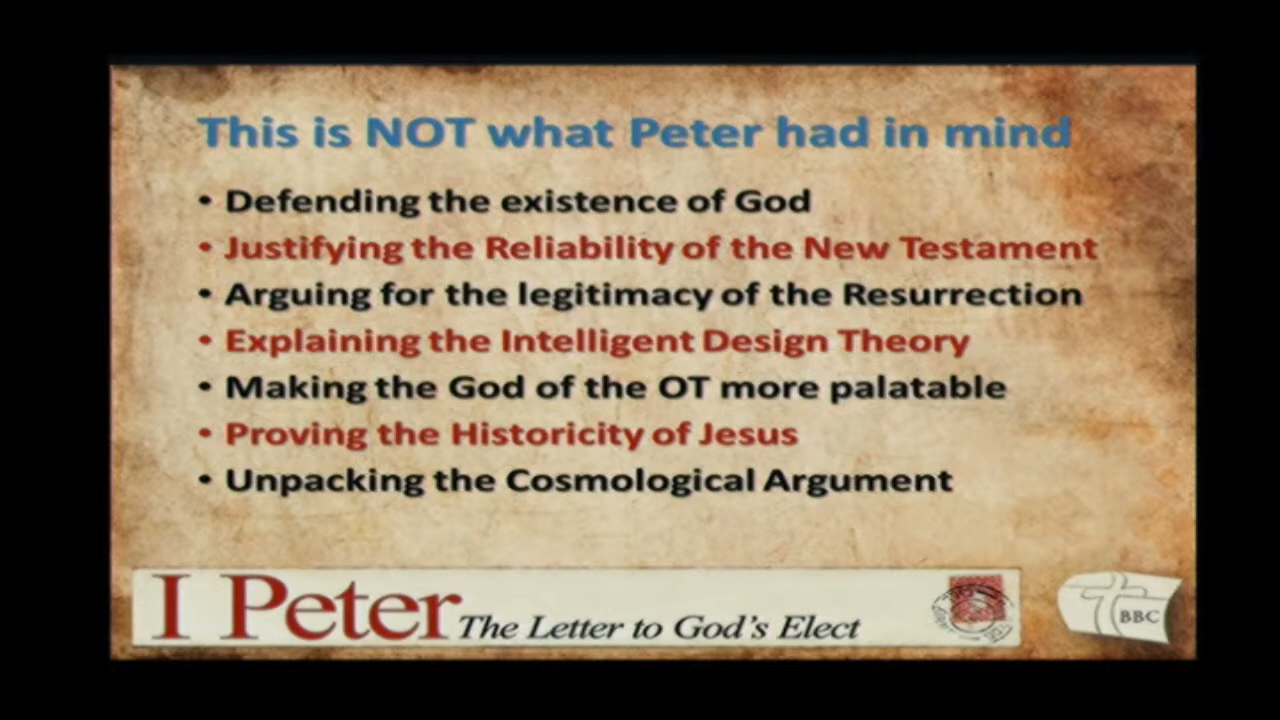 This is NOT what Peter had in mind
• Defending the existence of God
• Justifying the Reliability of the New Testament
• Arguing for the legitimacy of the Resurrection
• Explaining the Intelligent Design Theory
• Making the God of the OT more palatable
• Proving the Historicity of Jesus
• Unpacking the Cosmological Argument
I Peter The Letter to God's Elect
BBC